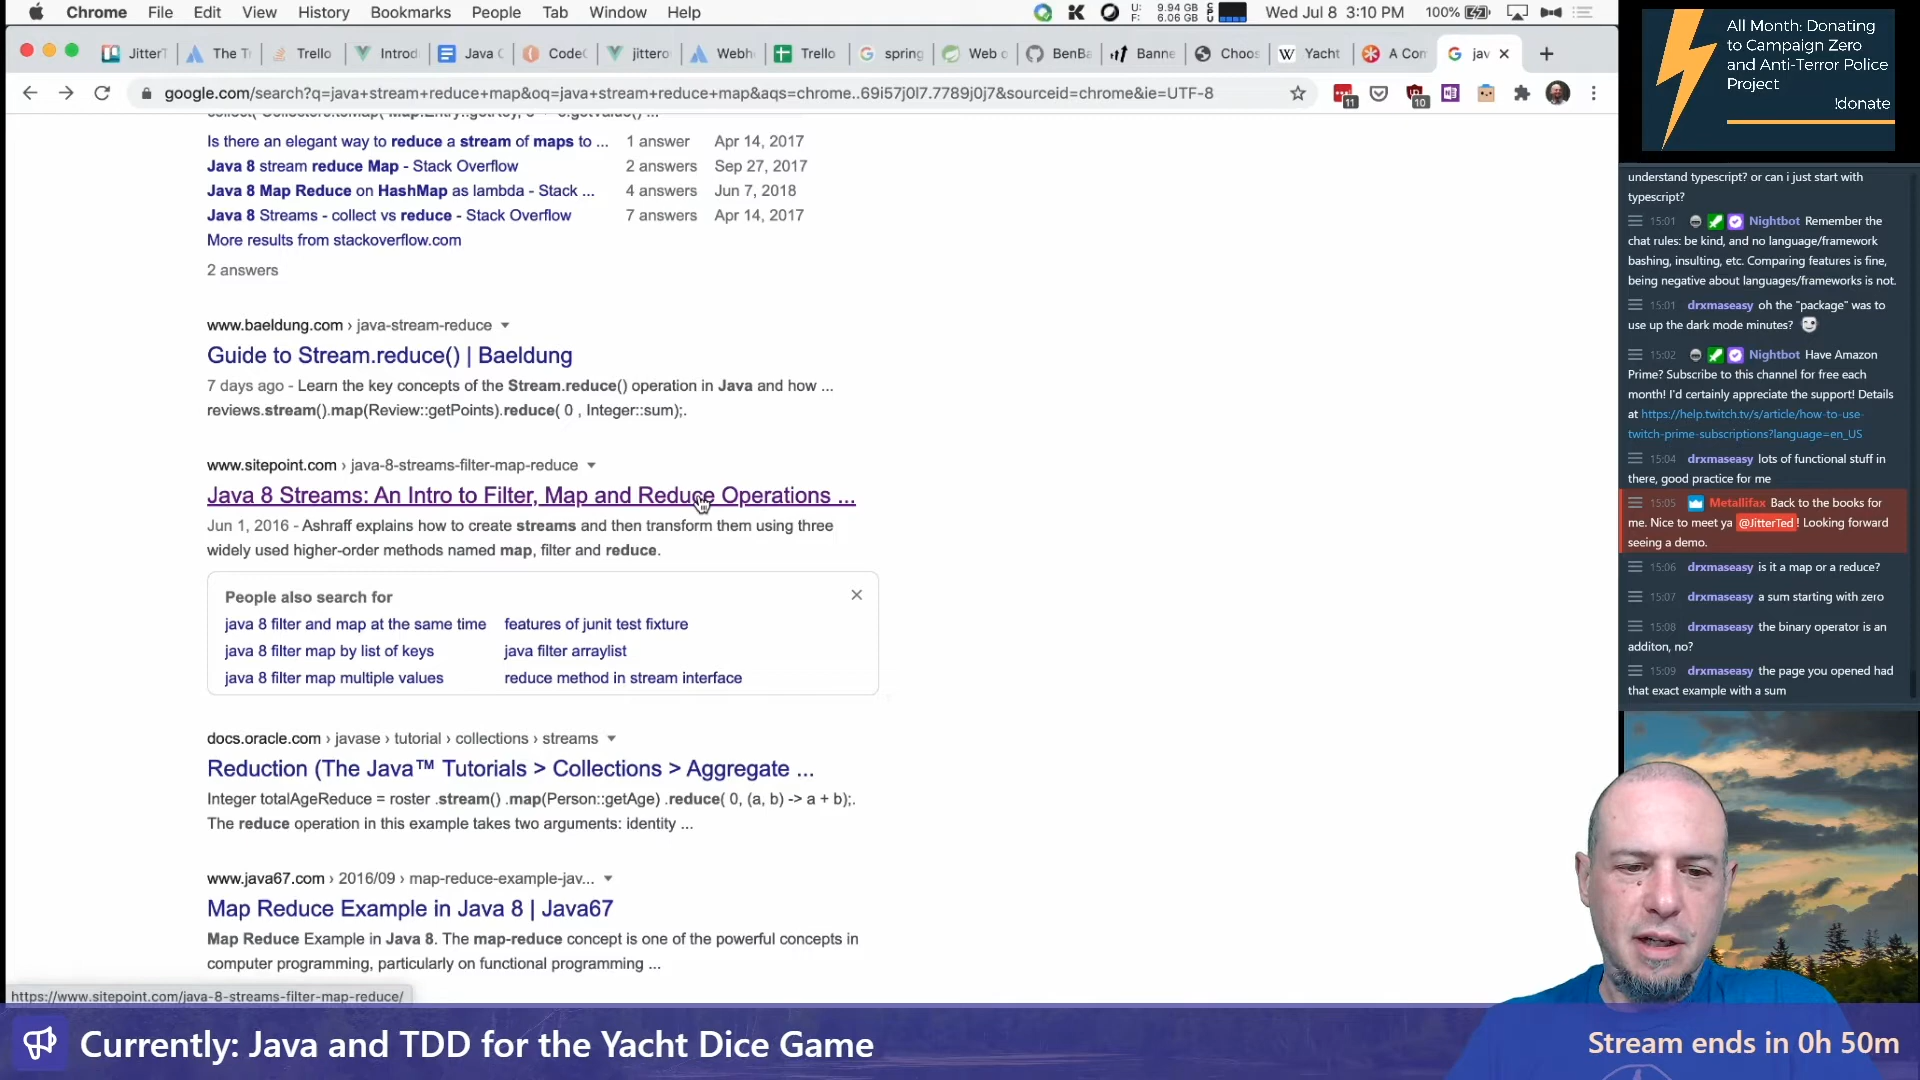 Chrome File Edit View History Bookmarks People Tab Window Help
U: 9.94 GB
F: 6.06 GB
Wed Jul 8 3:10 PM 100%
JitterT The T Trello Introd Java C CodeC jittero Webh Trello spring Web o BenBa Banne Choos Yacht A Con jav
google.com/search?q=java+stream+reduce+map&oq=java+stream+reduce+map&aqs=chrome..69i57j0l7.7789j0j7&sourceid=chrome&ie=UTF-8
11 10
Is there an elegant way to reduce a stream of maps to ... 1 answer Apr 14, 2017
Java 8 stream reduce Map - Stack Overflow 2 answers Sep 27, 2017
Java 8 Map Reduce on HashMap as lambda - Stack ... 4 answers Jun 7, 2018
Java 8 Streams - collect vs reduce - Stack Overflow 7 answers Apr 14, 2017
More results from stackoverflow.com
2 answers
www.baeldung.com › java-stream-reduce
Guide to Stream.reduce() | Baeldung
7 days ago - Learn the key concepts of the Stream.reduce() operation in Java and how ...
reviews.stream().map(Review::getPoints).reduce( 0 , Integer::sum);.
www.sitepoint.com › java-8-streams-filter-map-reduce
Java 8 Streams: An Intro to Filter, Map and Reduce Operations ...
Jun 1, 2016 - Ashraff explains how to create streams and then transform them using three
widely used higher-order methods named map, filter and reduce.
People also search for
java 8 filter and map at the same time features of junit test fixture
java 8 filter map by list of keys java filter arraylist
java 8 filter map multiple values reduce method in stream interface
docs.oracle.com › javase › tutorial › collections › streams
Reduction (The Java™ Tutorials > Collections > Aggregate ...
Integer totalAgeReduce = roster .stream() .map(Person::getAge) .reduce( 0, (a, b) -> a + b);.
The reduce operation in this example takes two arguments: identity ...
www.java67.com › 2016/09 › map-reduce-example-jav...
Map Reduce Example in Java 8 | Java67
Map Reduce Example in Java 8. The map-reduce concept is one of the powerful concepts in
computer programming, particularly on functional programming ...
https://www.sitepoint.com/java-8-streams-filter-map-reduce/
All Month: Donating
to Campaign Zero
and Anti-Terror Police
Project
!donate
understand typescript? or can i just start with
typescript?
15:01 Nightbot Remember the
chat rules: be kind, and no language/framework
bashing, insulting, etc. Comparing features is fine,
being negative about languages/frameworks is not.
15:01 drxmaseasy oh the "package" was to
use up the dark mode minutes?
15:02 Nightbot Have Amazon
Prime? Subscribe to this channel for free each
month! I'd certainly appreciate the support! Details
at https://help.twitch.tv/s/article/how-to-use-
twitch-prime-subscriptions?language=en_US
15:04 drxmaseasy lots of functional stuff in
there, good practice for me
15:05 Metallifax Back to the books for
me. Nice to meet ya @JitterTed! Looking forward
seeing a demo.
15:06 drxmaseasy is it a map or a reduce?
15:07 drxmaseasy a sum starting with zero
15:08 drxmaseasy the binary operator is an
additon, no?
15:09 drxmaseasy the page you opened had
that exact example with a sum
Currently: Java and TDD for the Yacht Dice Game
Stream ends in 0h 50m